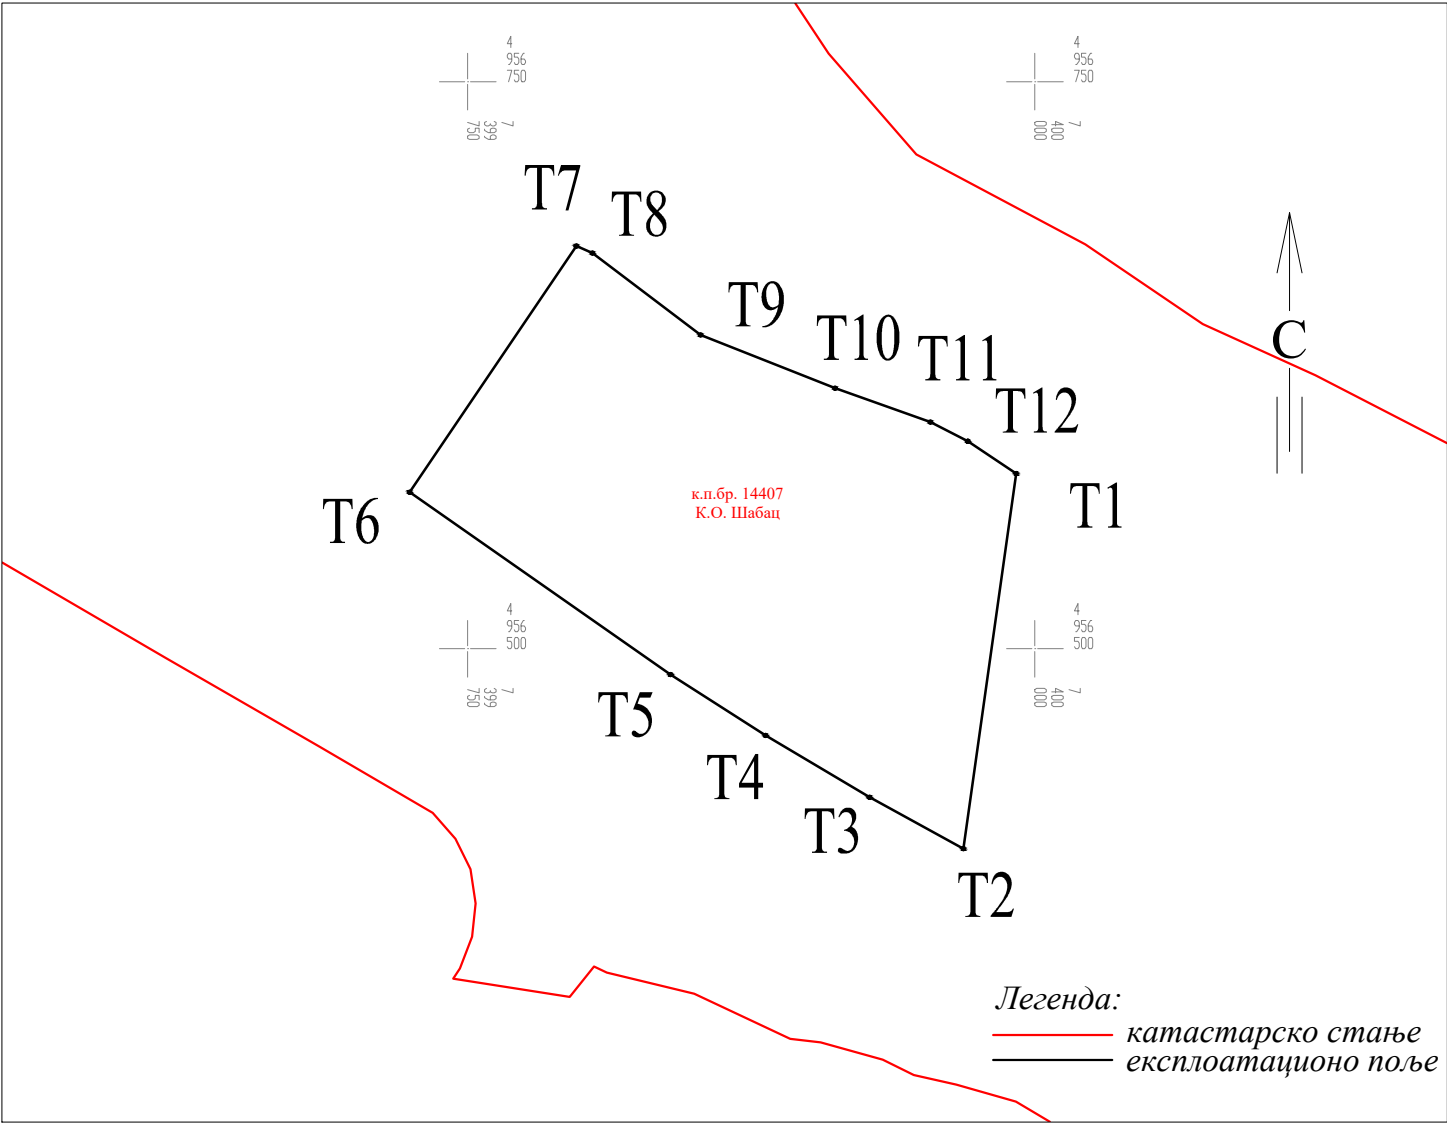 4
956
750
7
399
750
4
956
750
7
400
000
T7
T8
T9
T10
T11
T12
T1
С
к.п.бр. 14407
К.О. Шабац
T6
4
956
500
7
399
750
4
956
500
7
400
000
T5
T4
T3
T2
Легенда:
катастарско стање
експлоатационо поље